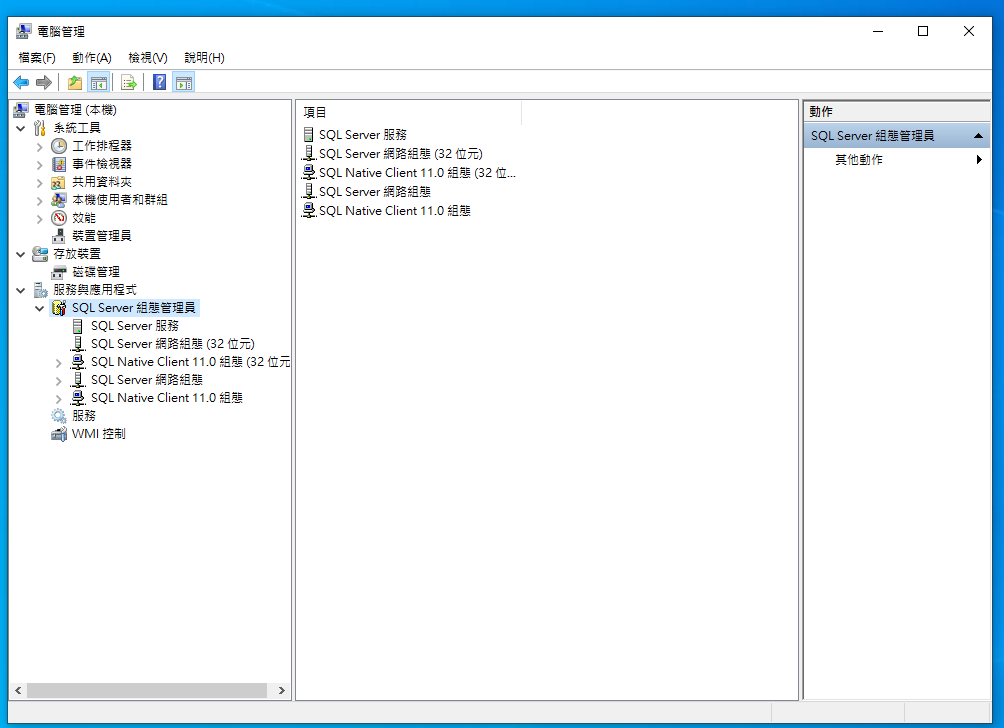 電腦管理
檔案(F) 動作(A) 檢視(V) 說明(H)
電腦管理 (本機)
系統工具
工作排程器
事件檢視器
共用資料夾
本機使用者和群組
效能
裝置管理員
存放裝置
磁碟管理
服務與應用程式
SQL Server 組態管理員
SQL Server 服務
SQL Server 網路組態 (32 位元)
SQL Native Client 11.0 組態 (32 位元
SQL Server 網路組態
SQL Native Client 11.0 組態
服務
WMI 控制
項目
SQL Server 服務
SQL Server 網路組態 (32 位元)
SQL Native Client 11.0 組態 (32 位...
SQL Server 網路組態
SQL Native Client 11.0 組態
動作
SQL Server 組態管理員
其他動作